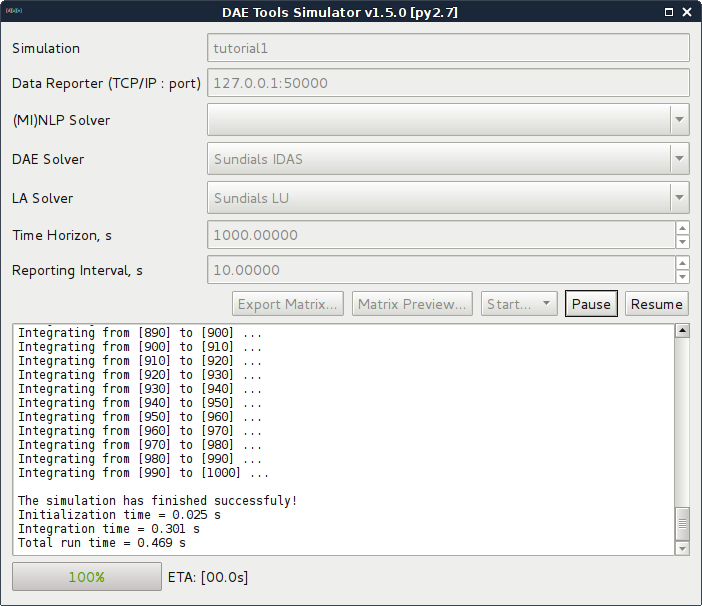 DAE Tools Simulator v1.5.0 [py2.7]
Simulation tutorial1
Data Reporter (TCP/IP : port) 127.0.0.1:50000
(MI)NLP Solver
DAE Solver Sundials IDAS
LA Solver Sundials LU
Time Horizon, s 1000.00000
Reporting Interval, s 10.00000
Export Matrix... Matrix Preview... Start... Pause Resume
Integrating from [890] to [900] ...
Integrating from [900] to [910] ...
Integrating from [910] to [920] ...
Integrating from [920] to [930] ...
Integrating from [930] to [940] ...
Integrating from [940] to [950] ...
Integrating from [950] to [960] ...
Integrating from [960] to [970] ...
Integrating from [970] to [980] ...
Integrating from [980] to [990] ...
Integrating from [990] to [1000] ...
The simulation has finished successfuly!
Initialization time = 0.025 s
Integration time = 0.301 s
Total run time = 0.469 s
100% ETA: [00.0s]